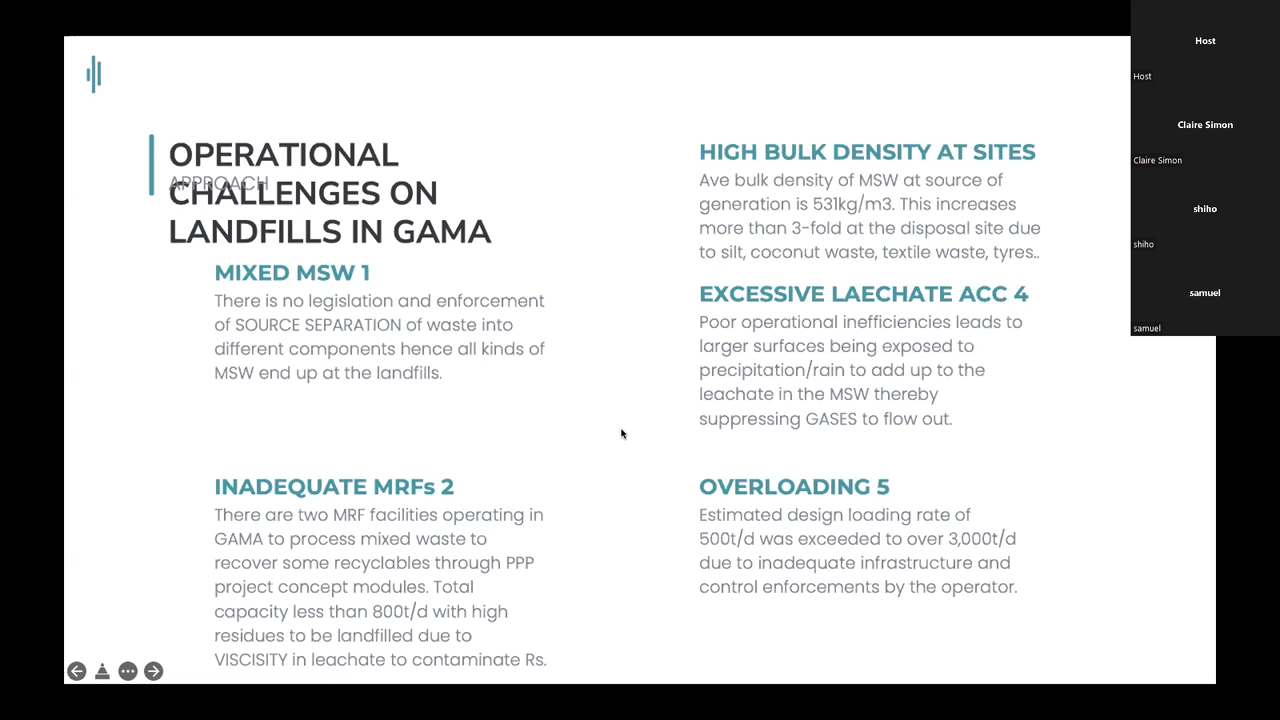 OPERATIONAL
APPROACH
CHALLENGES ON
LANDFILLS IN GAMA
MIXED MSW 1
There is no legislation and enforcement
of SOURCE SEPARATION of waste into
different components hence all kinds of
MSW end up at the landfills.
INADEQUATE MRFs 2
There are two MRF facilities operating in
GAMA to process mixed waste to
recover some recyclables through PPP
project concept modules. Total
capacity less than 800t/d with high
residues to be landfilled due to
VISCISITY in leachate to contaminate Rs.
HIGH BULK DENSITY AT SITES
Ave bulk density of MSW at source of
generation is 531kg/m3. This increases
more than 3-fold at the disposal site due
to silt, coconut waste, textile waste, tyres..
EXCESSIVE LAECHATE ACC 4
Poor operational inefficiencies leads to
larger surfaces being exposed to
precipitation/rain to add up to the
leachate in the MSW thereby
suppressing GASES to flow out.
OVERLOADING 5
Estimated design loading rate of
500t/d was exceeded to over 3,000t/d
due to inadequate infrastructure and
control enforcements by the operator.
Host
Host
Claire Simon
Claire Simon
shiho
shiho
samuel
samuel